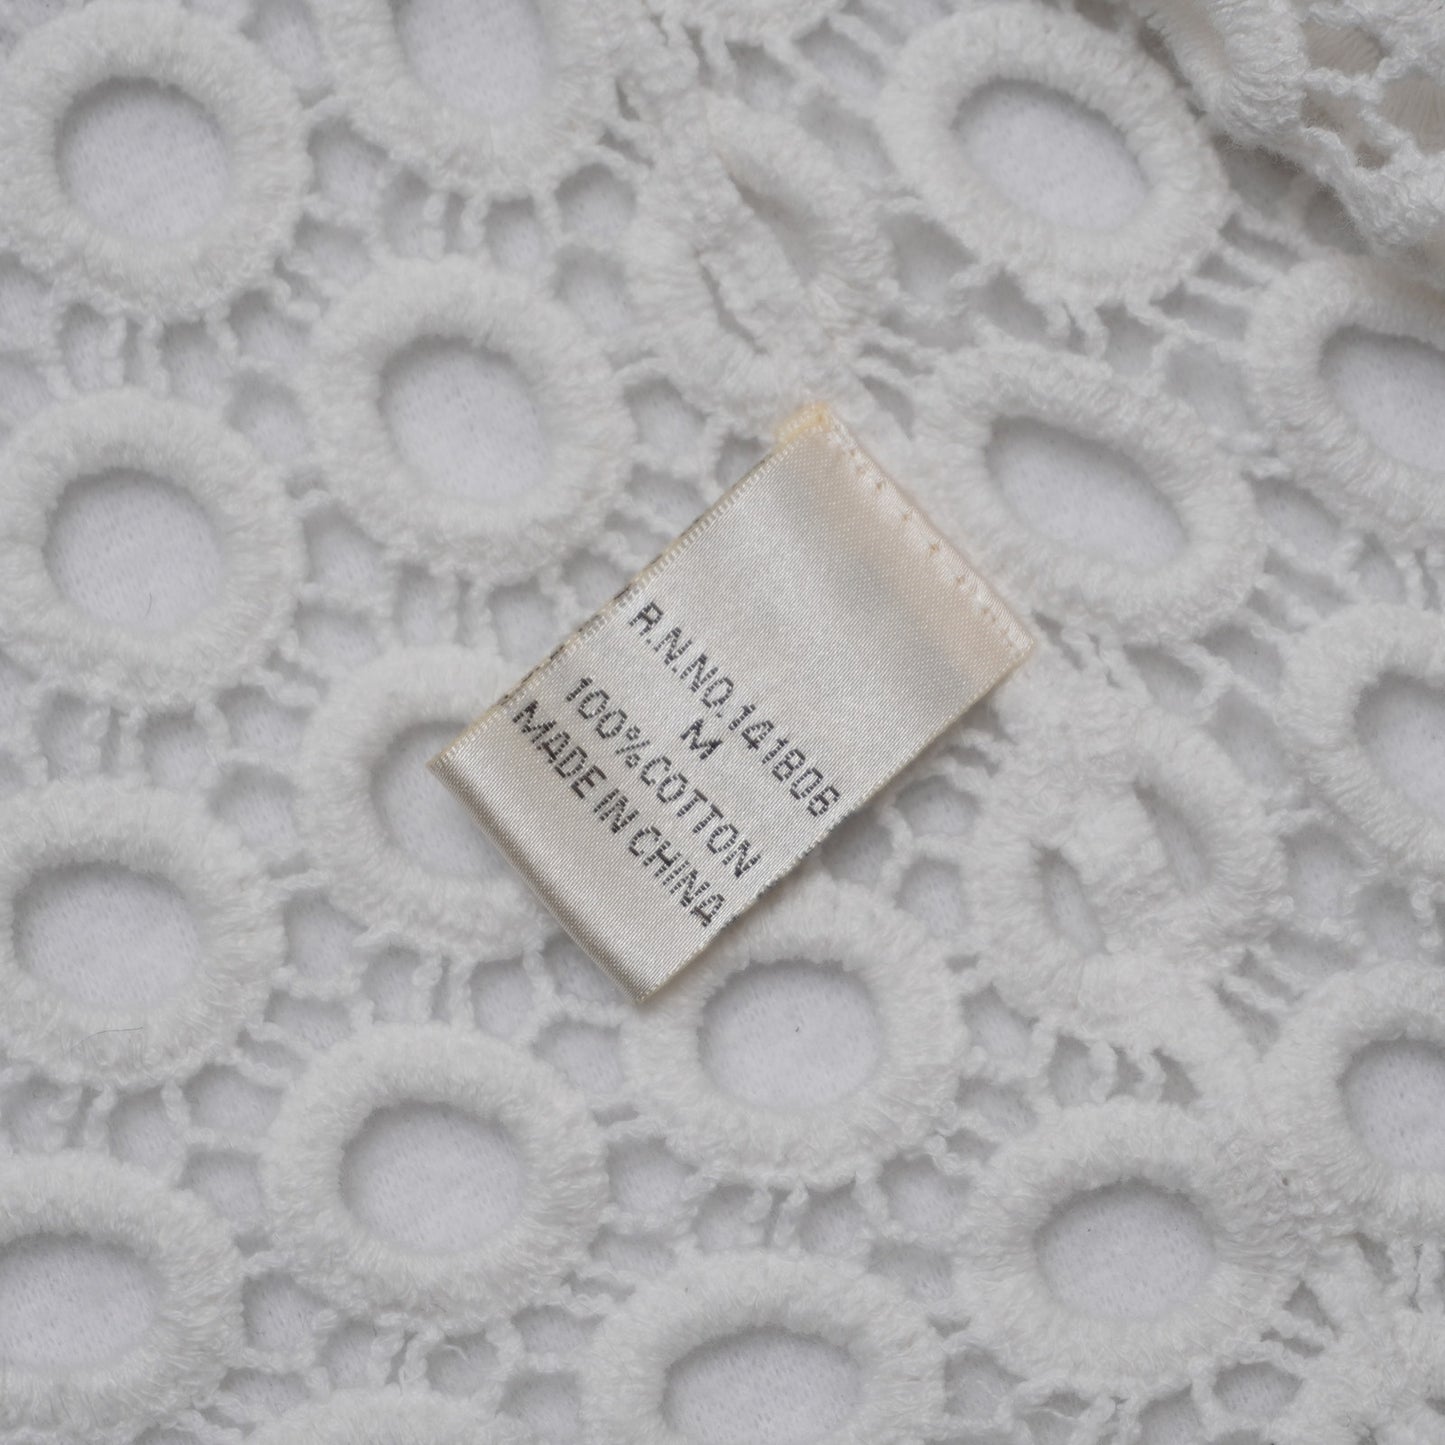 R.N.NO.141806
M
100%COTTON
MADE IN CHINA